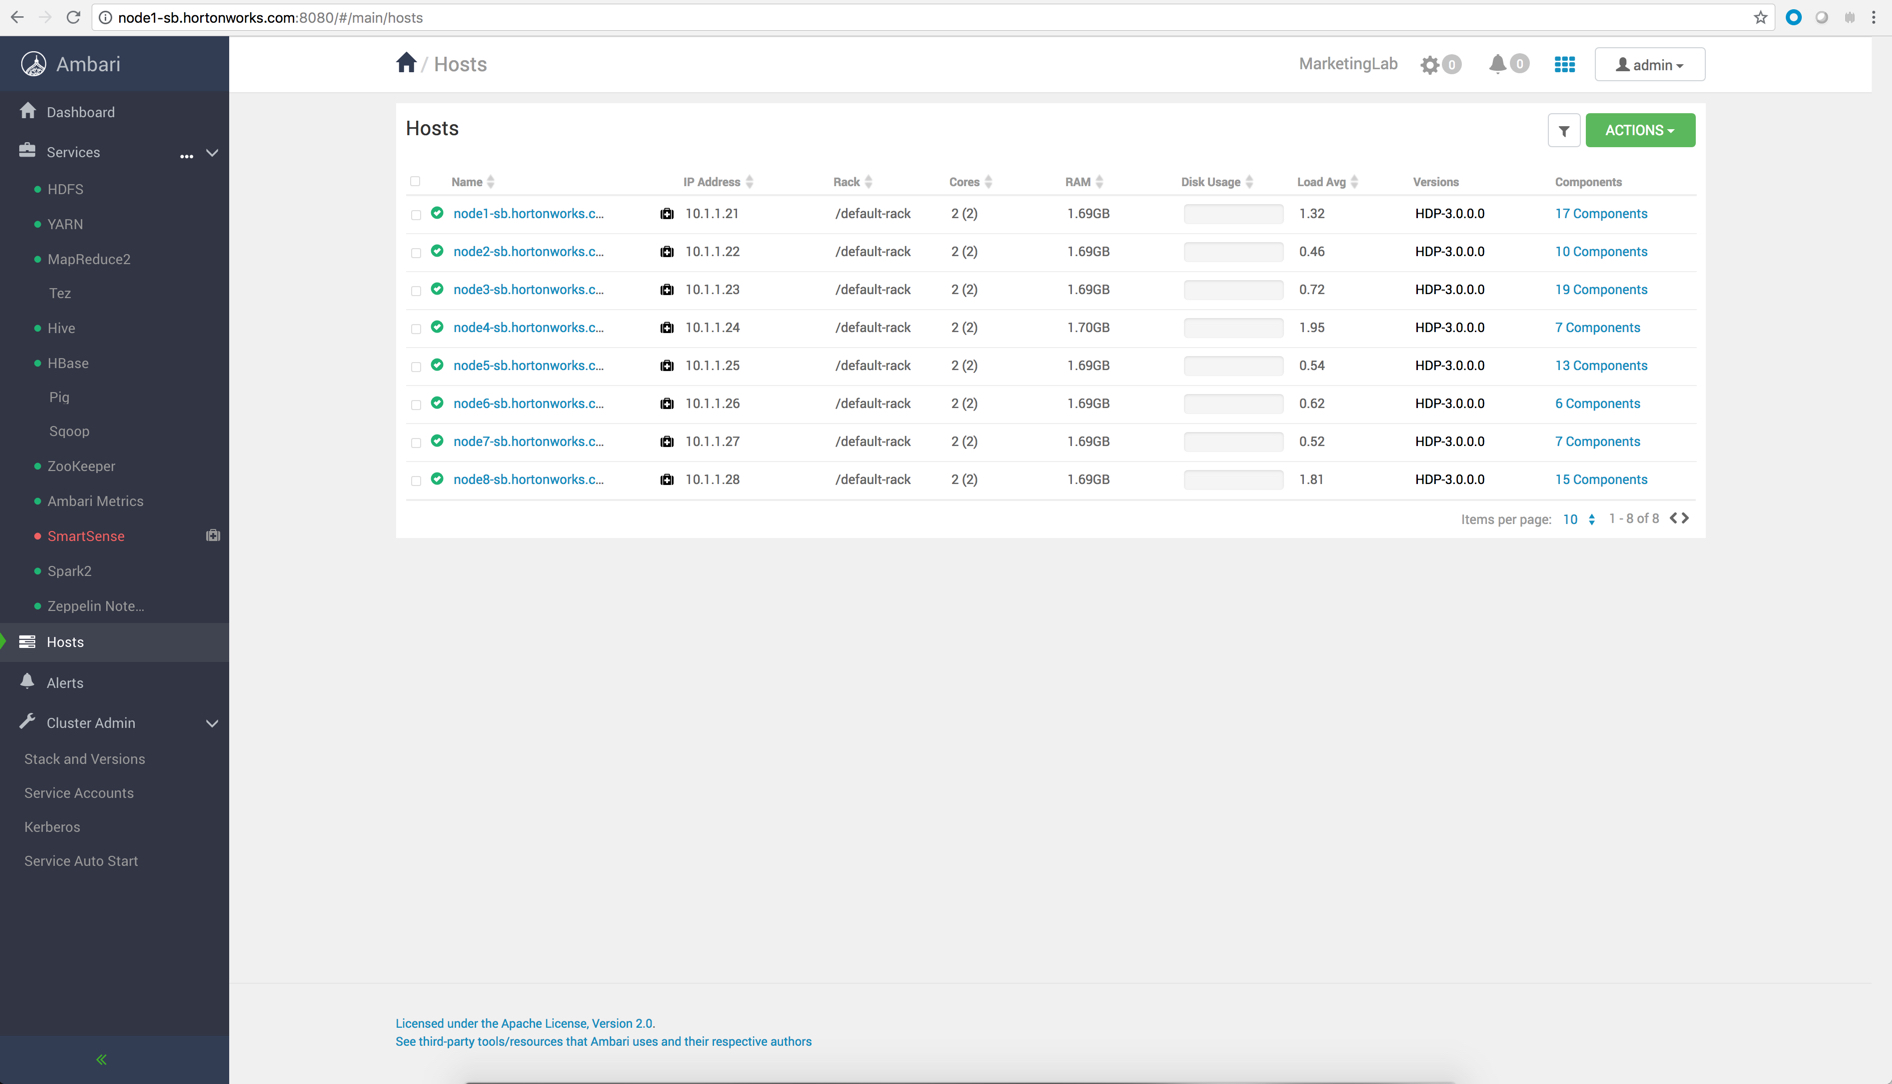 node1-sb.hortonworks.com:8080/#/main/hosts
Ambari
/ Hosts
MarketingLab 0 0 admin
Dashboard
Services ...
HDFS
YARN
MapReduce2
Tez
Hive
HBase
Pig
Sqoop
ZooKeeper
Ambari Metrics
SmartSense
Spark2
Zeppelin Note...
Hosts
Alerts
Cluster Admin
Stack and Versions
Service Accounts
Kerberos
Service Auto Start
«
Hosts
ACTIONS
Name IP Address Rack Cores RAM Disk Usage Load Avg Versions Components
node1-sb.hortonworks.c... 10.1.1.21 /default-rack 2 (2) 1.69GB 1.32 HDP-3.0.0.0 17 Components
node2-sb.hortonworks.c... 10.1.1.22 /default-rack 2 (2) 1.69GB 0.46 HDP-3.0.0.0 10 Components
node3-sb.hortonworks.c... 10.1.1.23 /default-rack 2 (2) 1.69GB 0.72 HDP-3.0.0.0 19 Components
node4-sb.hortonworks.c... 10.1.1.24 /default-rack 2 (2) 1.70GB 1.95 HDP-3.0.0.0 7 Components
node5-sb.hortonworks.c... 10.1.1.25 /default-rack 2 (2) 1.69GB 0.54 HDP-3.0.0.0 13 Components
node6-sb.hortonworks.c... 10.1.1.26 /default-rack 2 (2) 1.69GB 0.62 HDP-3.0.0.0 6 Components
node7-sb.hortonworks.c... 10.1.1.27 /default-rack 2 (2) 1.69GB 0.52 HDP-3.0.0.0 7 Components
node8-sb.hortonworks.c... 10.1.1.28 /default-rack 2 (2) 1.69GB 1.81 HDP-3.0.0.0 15 Components
Items per page: 10 1 - 8 of 8
Licensed under the Apache License, Version 2.0.
See third-party tools/resources that Ambari uses and their respective authors